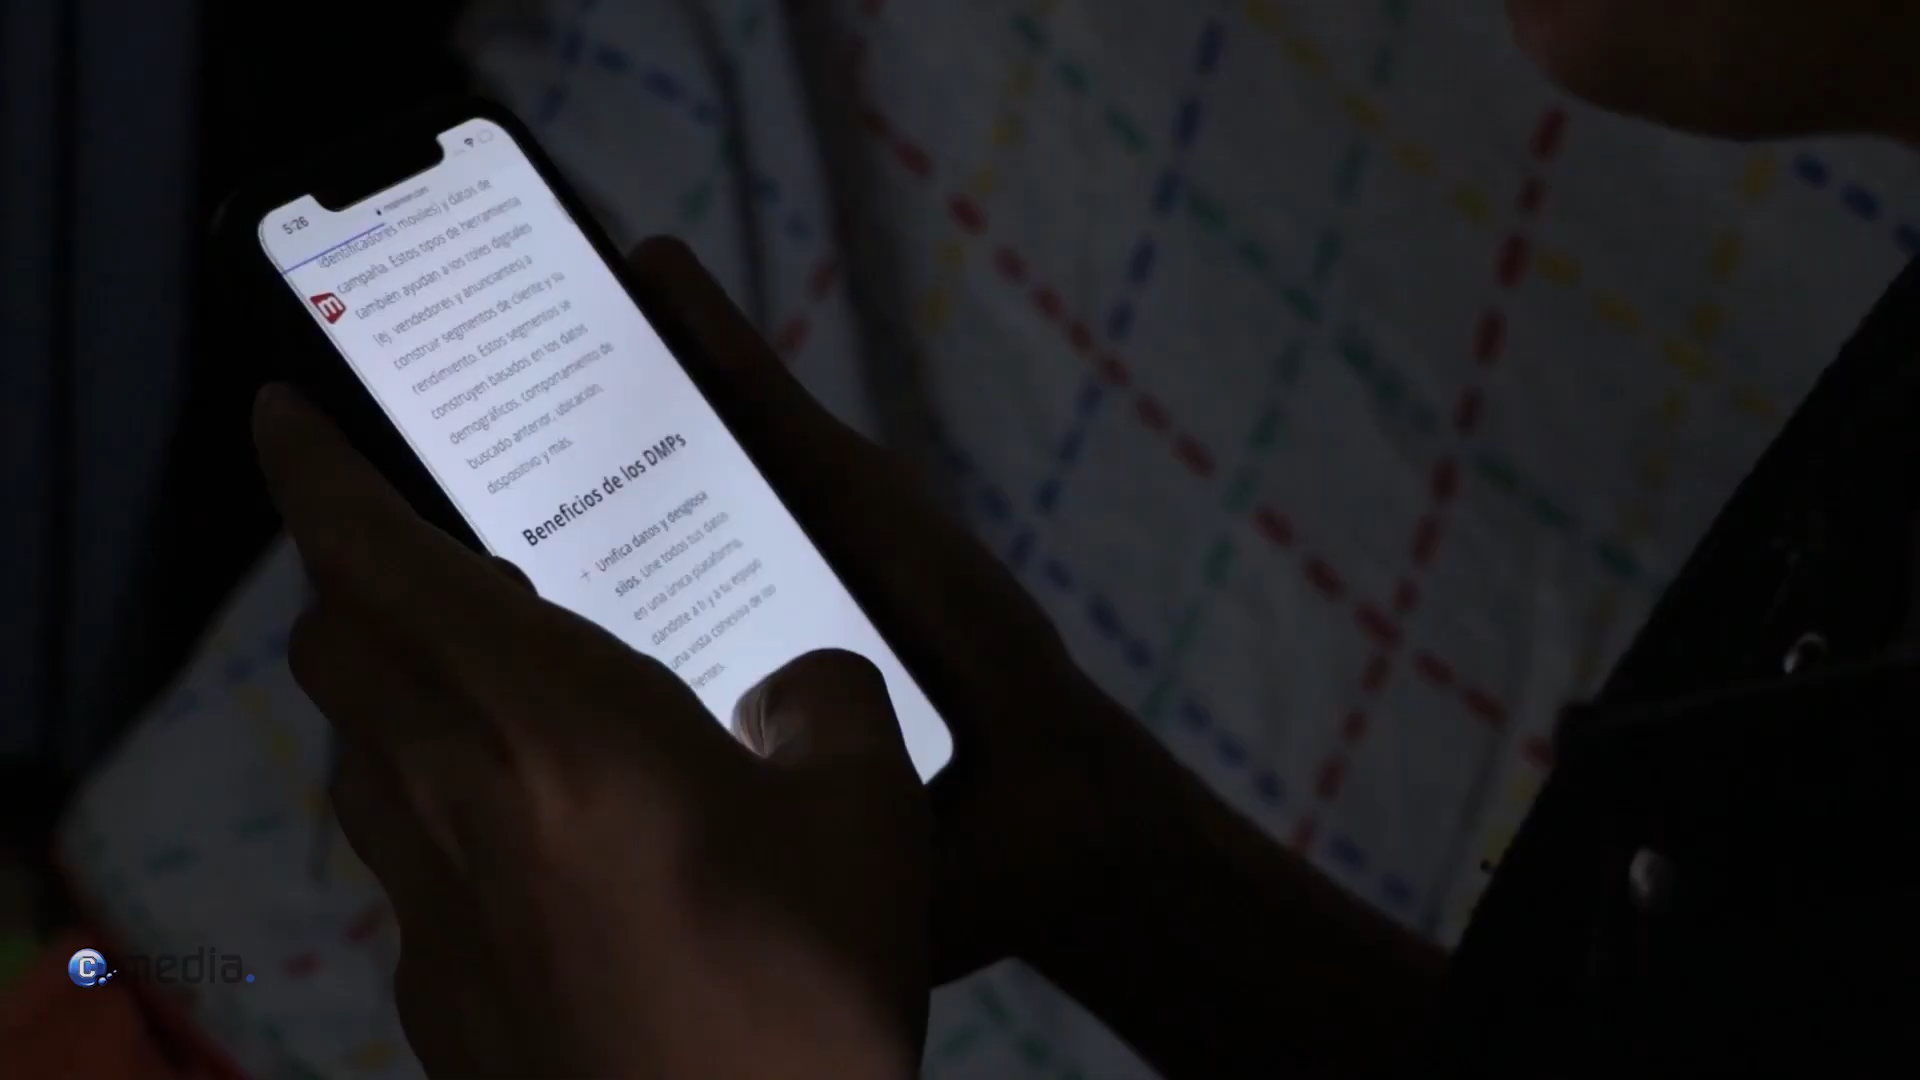 5:26
identificadores móviles) y datos de
campaña. Estos tipos de herramienta
también ayudan a los roles digitales
(ej. vendedores y anunciantes) a
construir segmentos de cliente y su
rendimiento. Estos segmentos se
construyen basados en los datos
demográficos, comportamiento de
buscado anterior, ubicación,
dispositivo y más.
Beneficios de los DMPs
+ Unifica datos y desglosa
silos. Une todos tus datos
en una única plataforma,
dándote a ti y a tu equipo
una vista cohesiva de los
lientes.
m
C media.